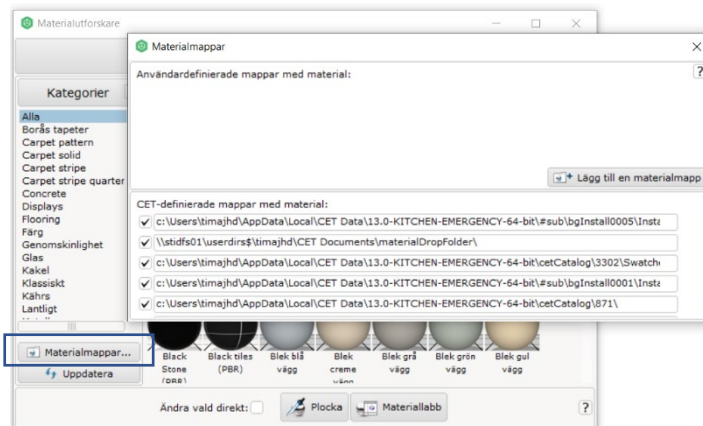 Materialutforskare
Materialmappar
Användardefinierade mappar med material:
?
Kategorier
Alla
Borås tapeter
Carpet pattern
Carpet solid
Carpet stripe
Carpet stripe quarter
Concrete
Displays
Flooring
Färg
Genomskinlighet
Glas
Kakel
Klassiskt
Kährs
Lantligt
Lägg till en materialmapp
CET-definierade mappar med material:
c:\Users\timajhd\AppData\Local\CET Data\13.0-KITCHEN-EMERGENCY-64-bit\#sub\bgInstall0005\Insta
\\stidfs01\userdirs$\timajhd\CET Documents\materialDropFolder\
c:\Users\timajhd\AppData\Local\CET Data\13.0-KITCHEN-EMERGENCY-64-bit\cetCatalog\3302\Swatche
c:\Users\timajhd\AppData\Local\CET Data\13.0-KITCHEN-EMERGENCY-64-bit\#sub\bgInstall0001\Insta
c:\Users\timajhd\AppData\Local\CET Data\13.0-KITCHEN-EMERGENCY-64-bit\cetCatalog\871\
Materialmappar...
Uppdatera
Black
Stone
(PBR)
Black tiles
(PBR)
Blek blå
vägg
Blek
creme
vägg
Blek grå
vägg
Blek grön
vägg
Blek gul
vägg
Ändra vald direkt:
Plocka
Materiallabb
?